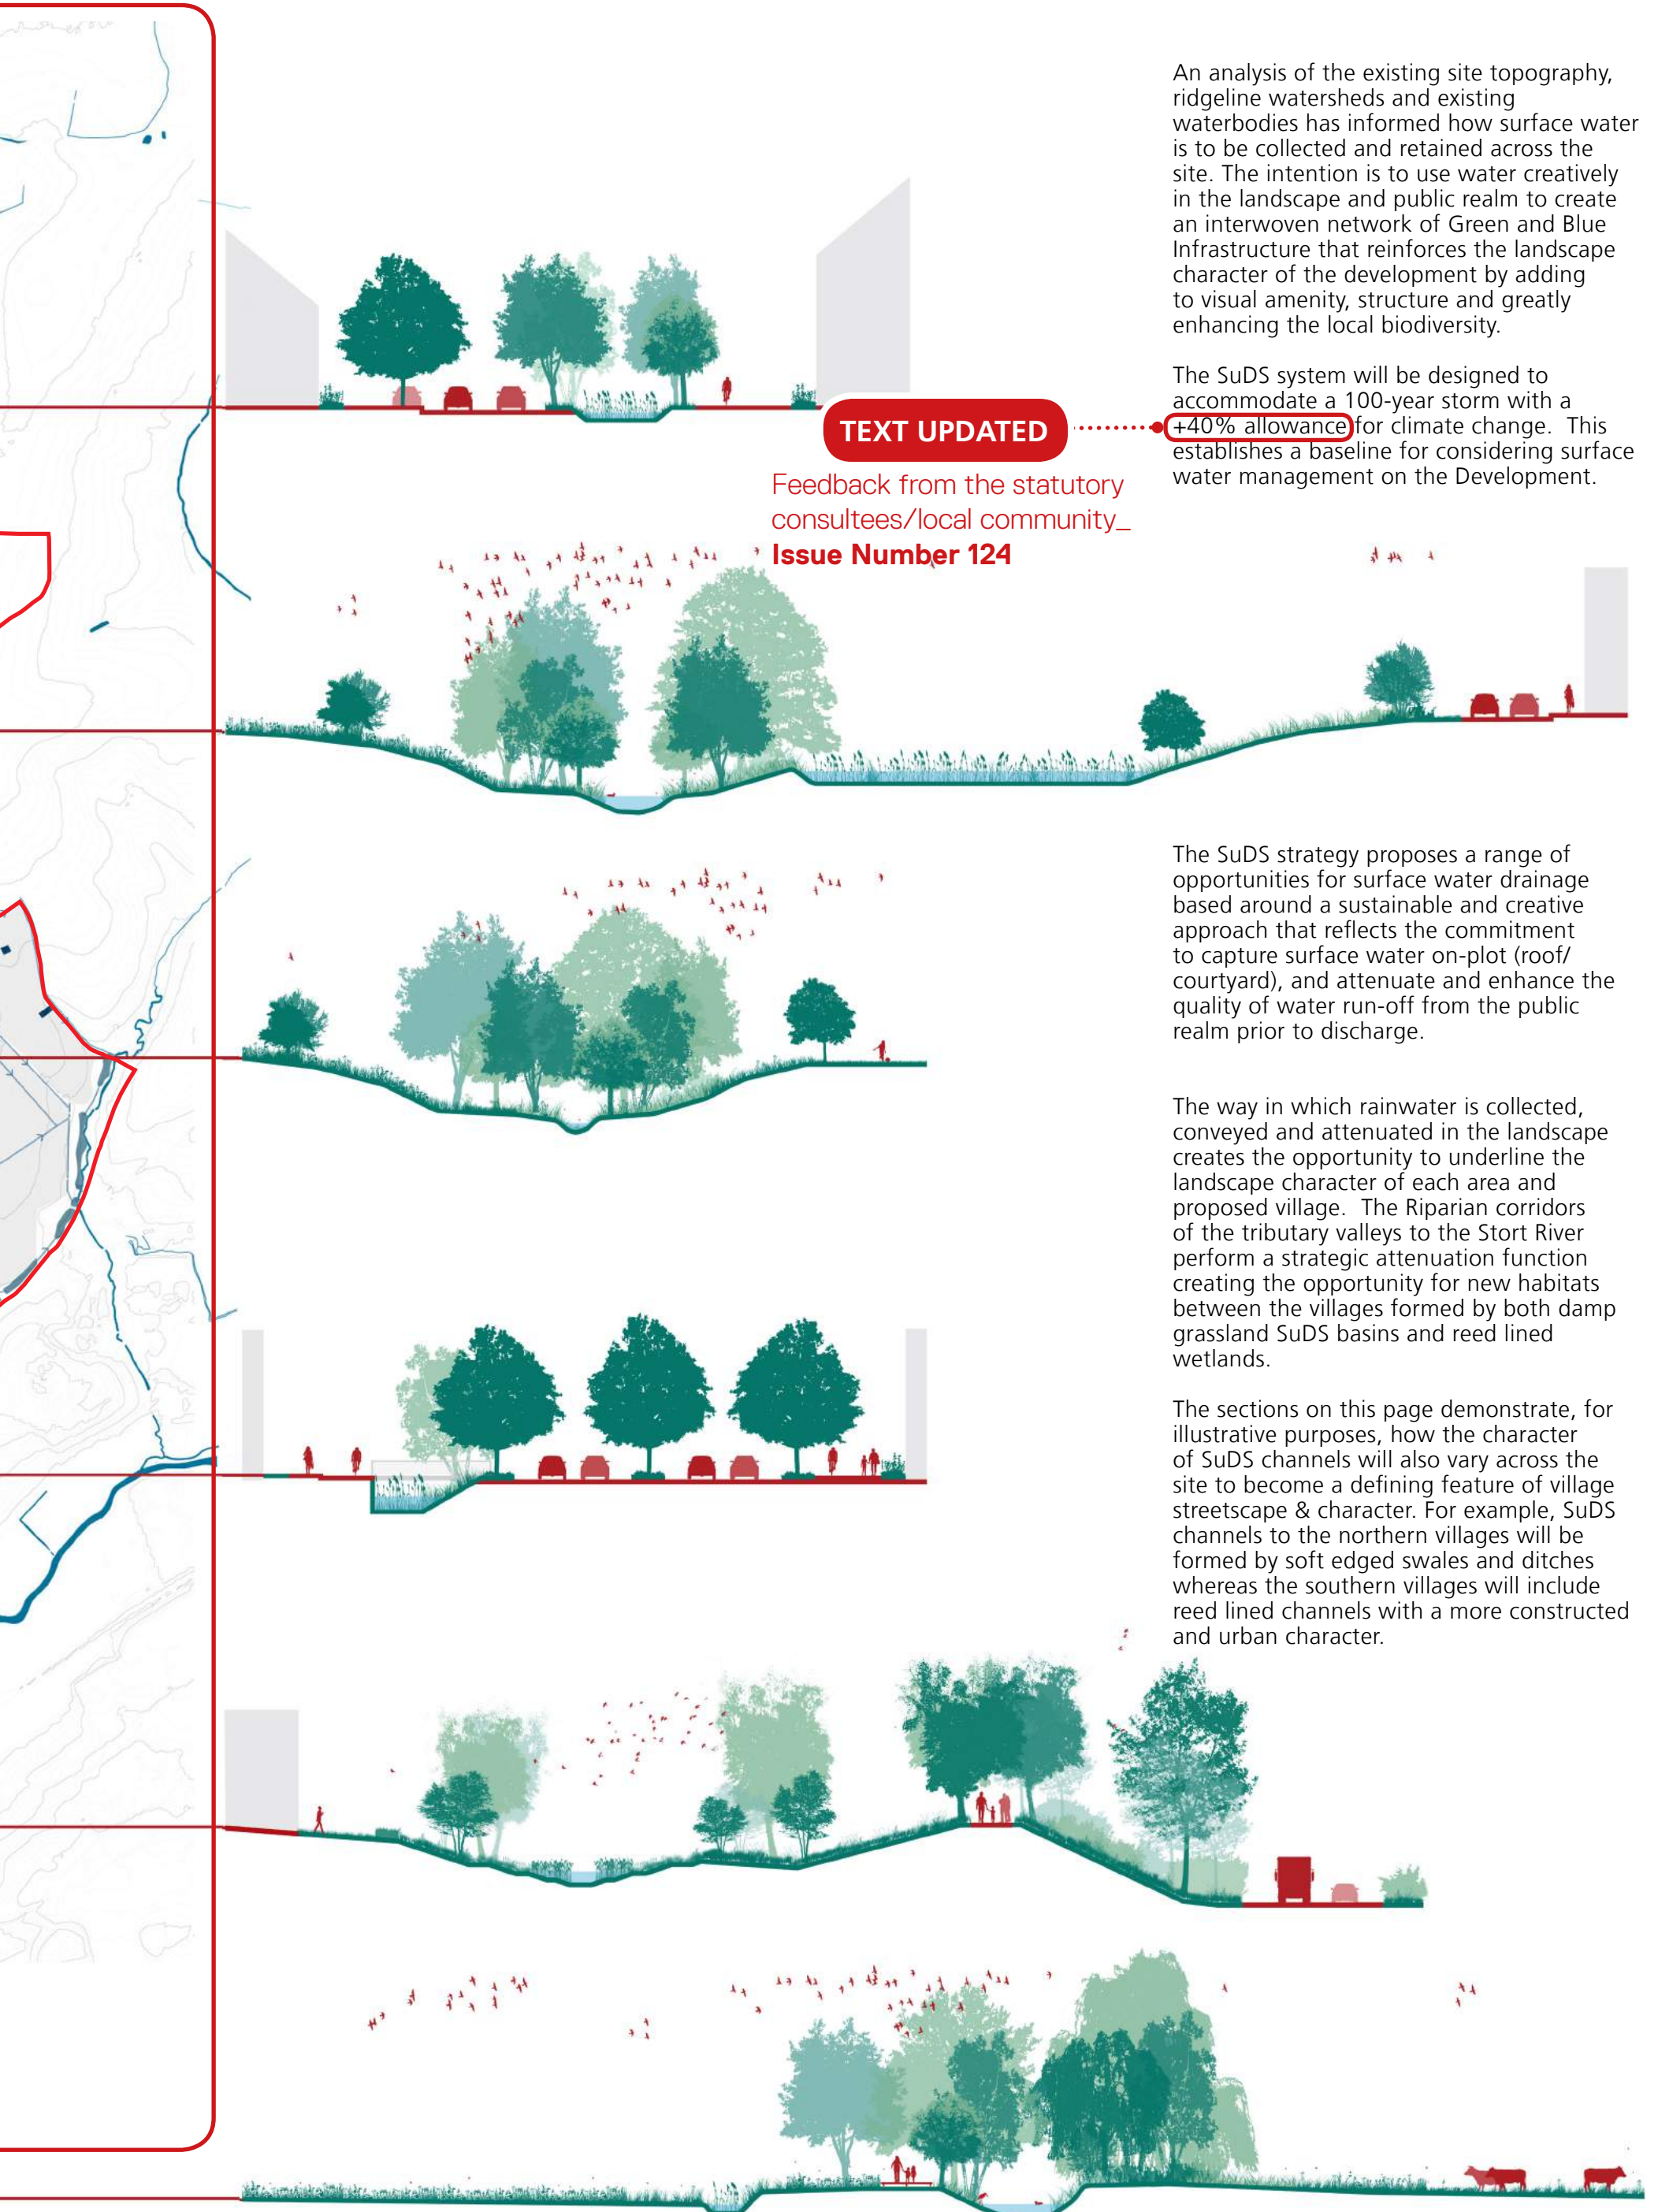 An analysis of the existing site topography,
ridgeline watersheds and existing
waterbodies has informed how surface water
is to be collected and retained across the
site. The intention is to use water creatively
in the landscape and public realm to create
an interwoven network of Green and Blue
Infrastructure that reinforces the landscape
character of the development by adding
to visual amenity, structure and greatly
enhancing the local biodiversity.
The SuDS system will be designed to
accommodate a 100-year storm with a
+40% allowance for climate change.  This
establishes a baseline for considering surface
water management on the Development.
TEXT UPDATED
Feedback from the statutory
consultees/local community_
Issue Number 124
The SuDS strategy proposes a range of
opportunities for surface water drainage
based around a sustainable and creative
approach that reflects the commitment
to capture surface water on-plot (roof/
courtyard), and attenuate and enhance the
quality of water run-off from the public
realm prior to discharge.
The way in which rainwater is collected,
conveyed and attenuated in the landscape
creates the opportunity to underline the
landscape character of each area and
proposed village.  The Riparian corridors
of the tributary valleys to the Stort River
perform a strategic attenuation function
creating the opportunity for new habitats
between the villages formed by both damp
grassland SuDS basins and reed lined
wetlands.
The sections on this page demonstrate, for
illustrative purposes, how the character
of SuDS channels will also vary across the
site to become a defining feature of village
streetscape & character. For example, SuDS
channels to the northern villages will be
formed by soft edged swales and ditches
whereas the southern villages will include
reed lined channels with a more constructed
and urban character.